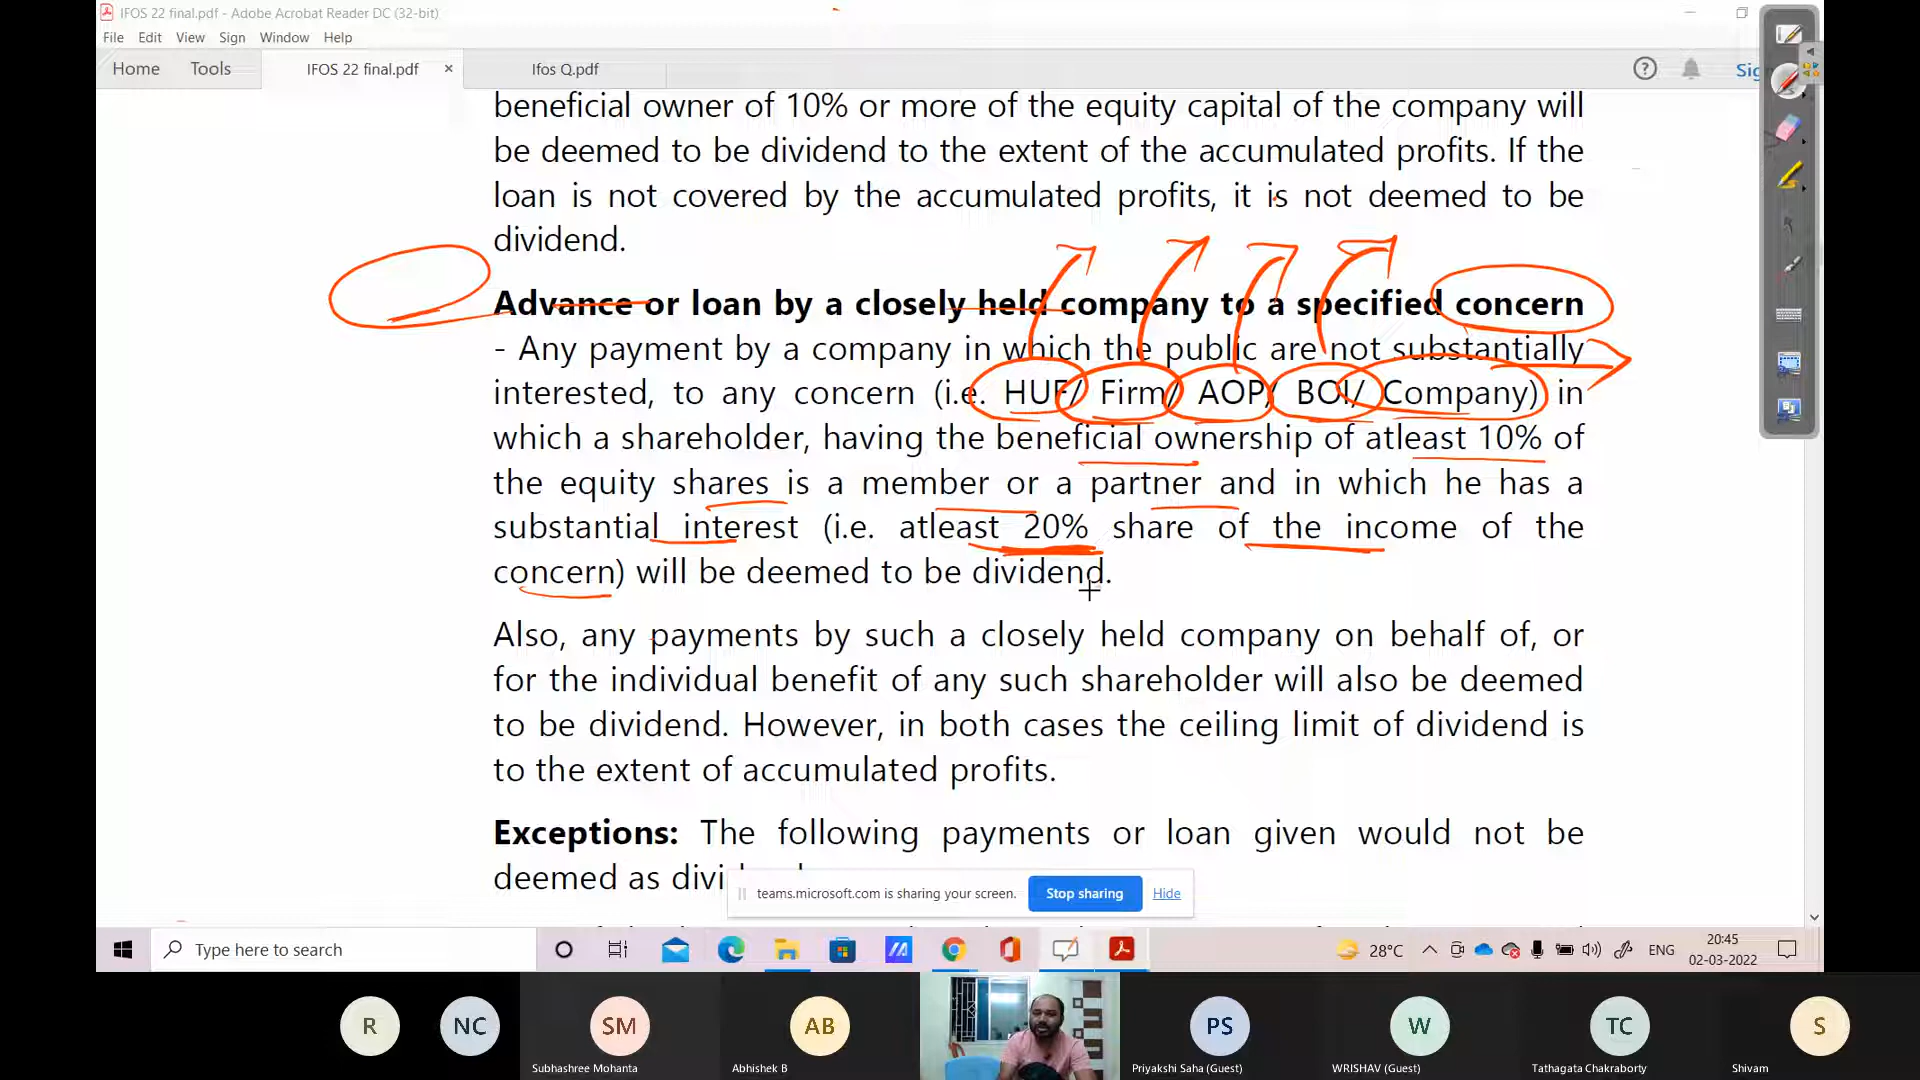 IFOS 22 final.pdf - Adobe Acrobat Reader DC (32-bit)
File Edit View Sign Window Help
Home Tools IFOS 22 final.pdf × Ifos Q.pdf
beneficial owner of 10% or more of the equity capital of the company will
be deemed to be dividend to the extent of the accumulated profits. If the
loan is not covered by the accumulated profits, it is not deemed to be
dividend.
Advance or loan by a closely held company to a specified concern
- Any payment by a company in which the public are not substantially
interested, to any concern (i.e. HUF/ Firm/ AOP/ BOI/ Company) in
which a shareholder, having the beneficial ownership of atleast 10% of
the equity shares is a member or a partner and in which he has a
substantial interest (i.e. atleast 20% share of the income of the
concern) will be deemed to be dividend.
Also, any payments by such a closely held company on behalf of, or
for the individual benefit of any such shareholder will also be deemed
to be dividend. However, in both cases the ceiling limit of dividend is
to the extent of accumulated profits.
Exceptions: The following payments or loan given would not be
deemed as
teams.microsoft.com is sharing your screen. Stop sharing Hide
Type here to search
28°C ENG 20:45
02-03-2022
R NC SM AB PS W TC S
Subhashree Mohanta Abhishek B Priyakshi Saha (Guest) WRISHAV (Guest) Tathagata Chakraborty Shivam